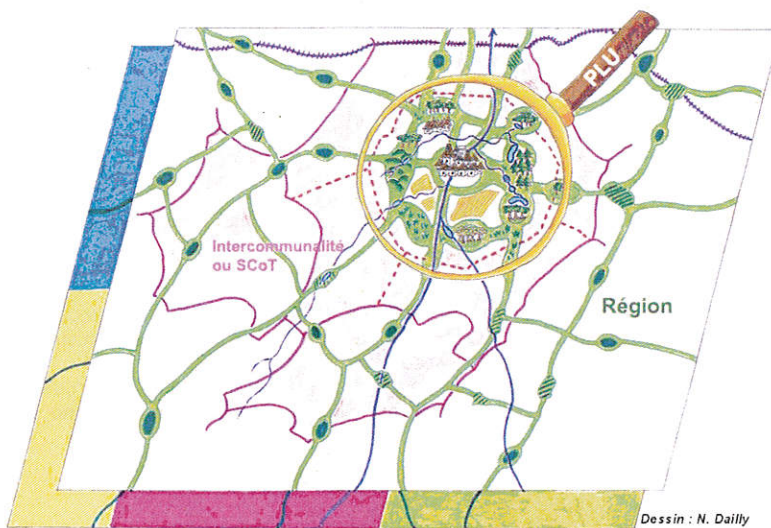 PLU
Intercommunalité
ou SCoT
Région
Dessin : N. Dailly